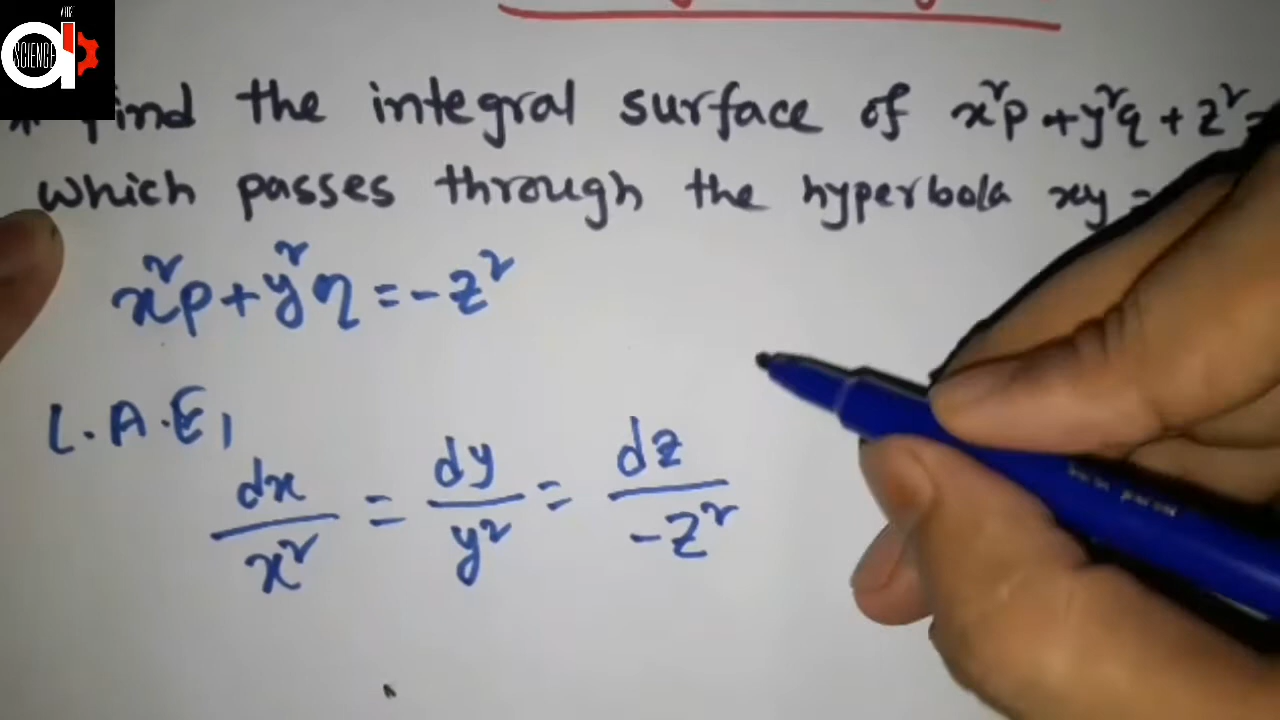 THE
SCIENCE
Find the integral surface of x²p + y²q + z² =
which passes through the hyperbola xy =
x²p + y²q = - z²
L.A.E,
dx/x² = dy/y² = dz/-z²